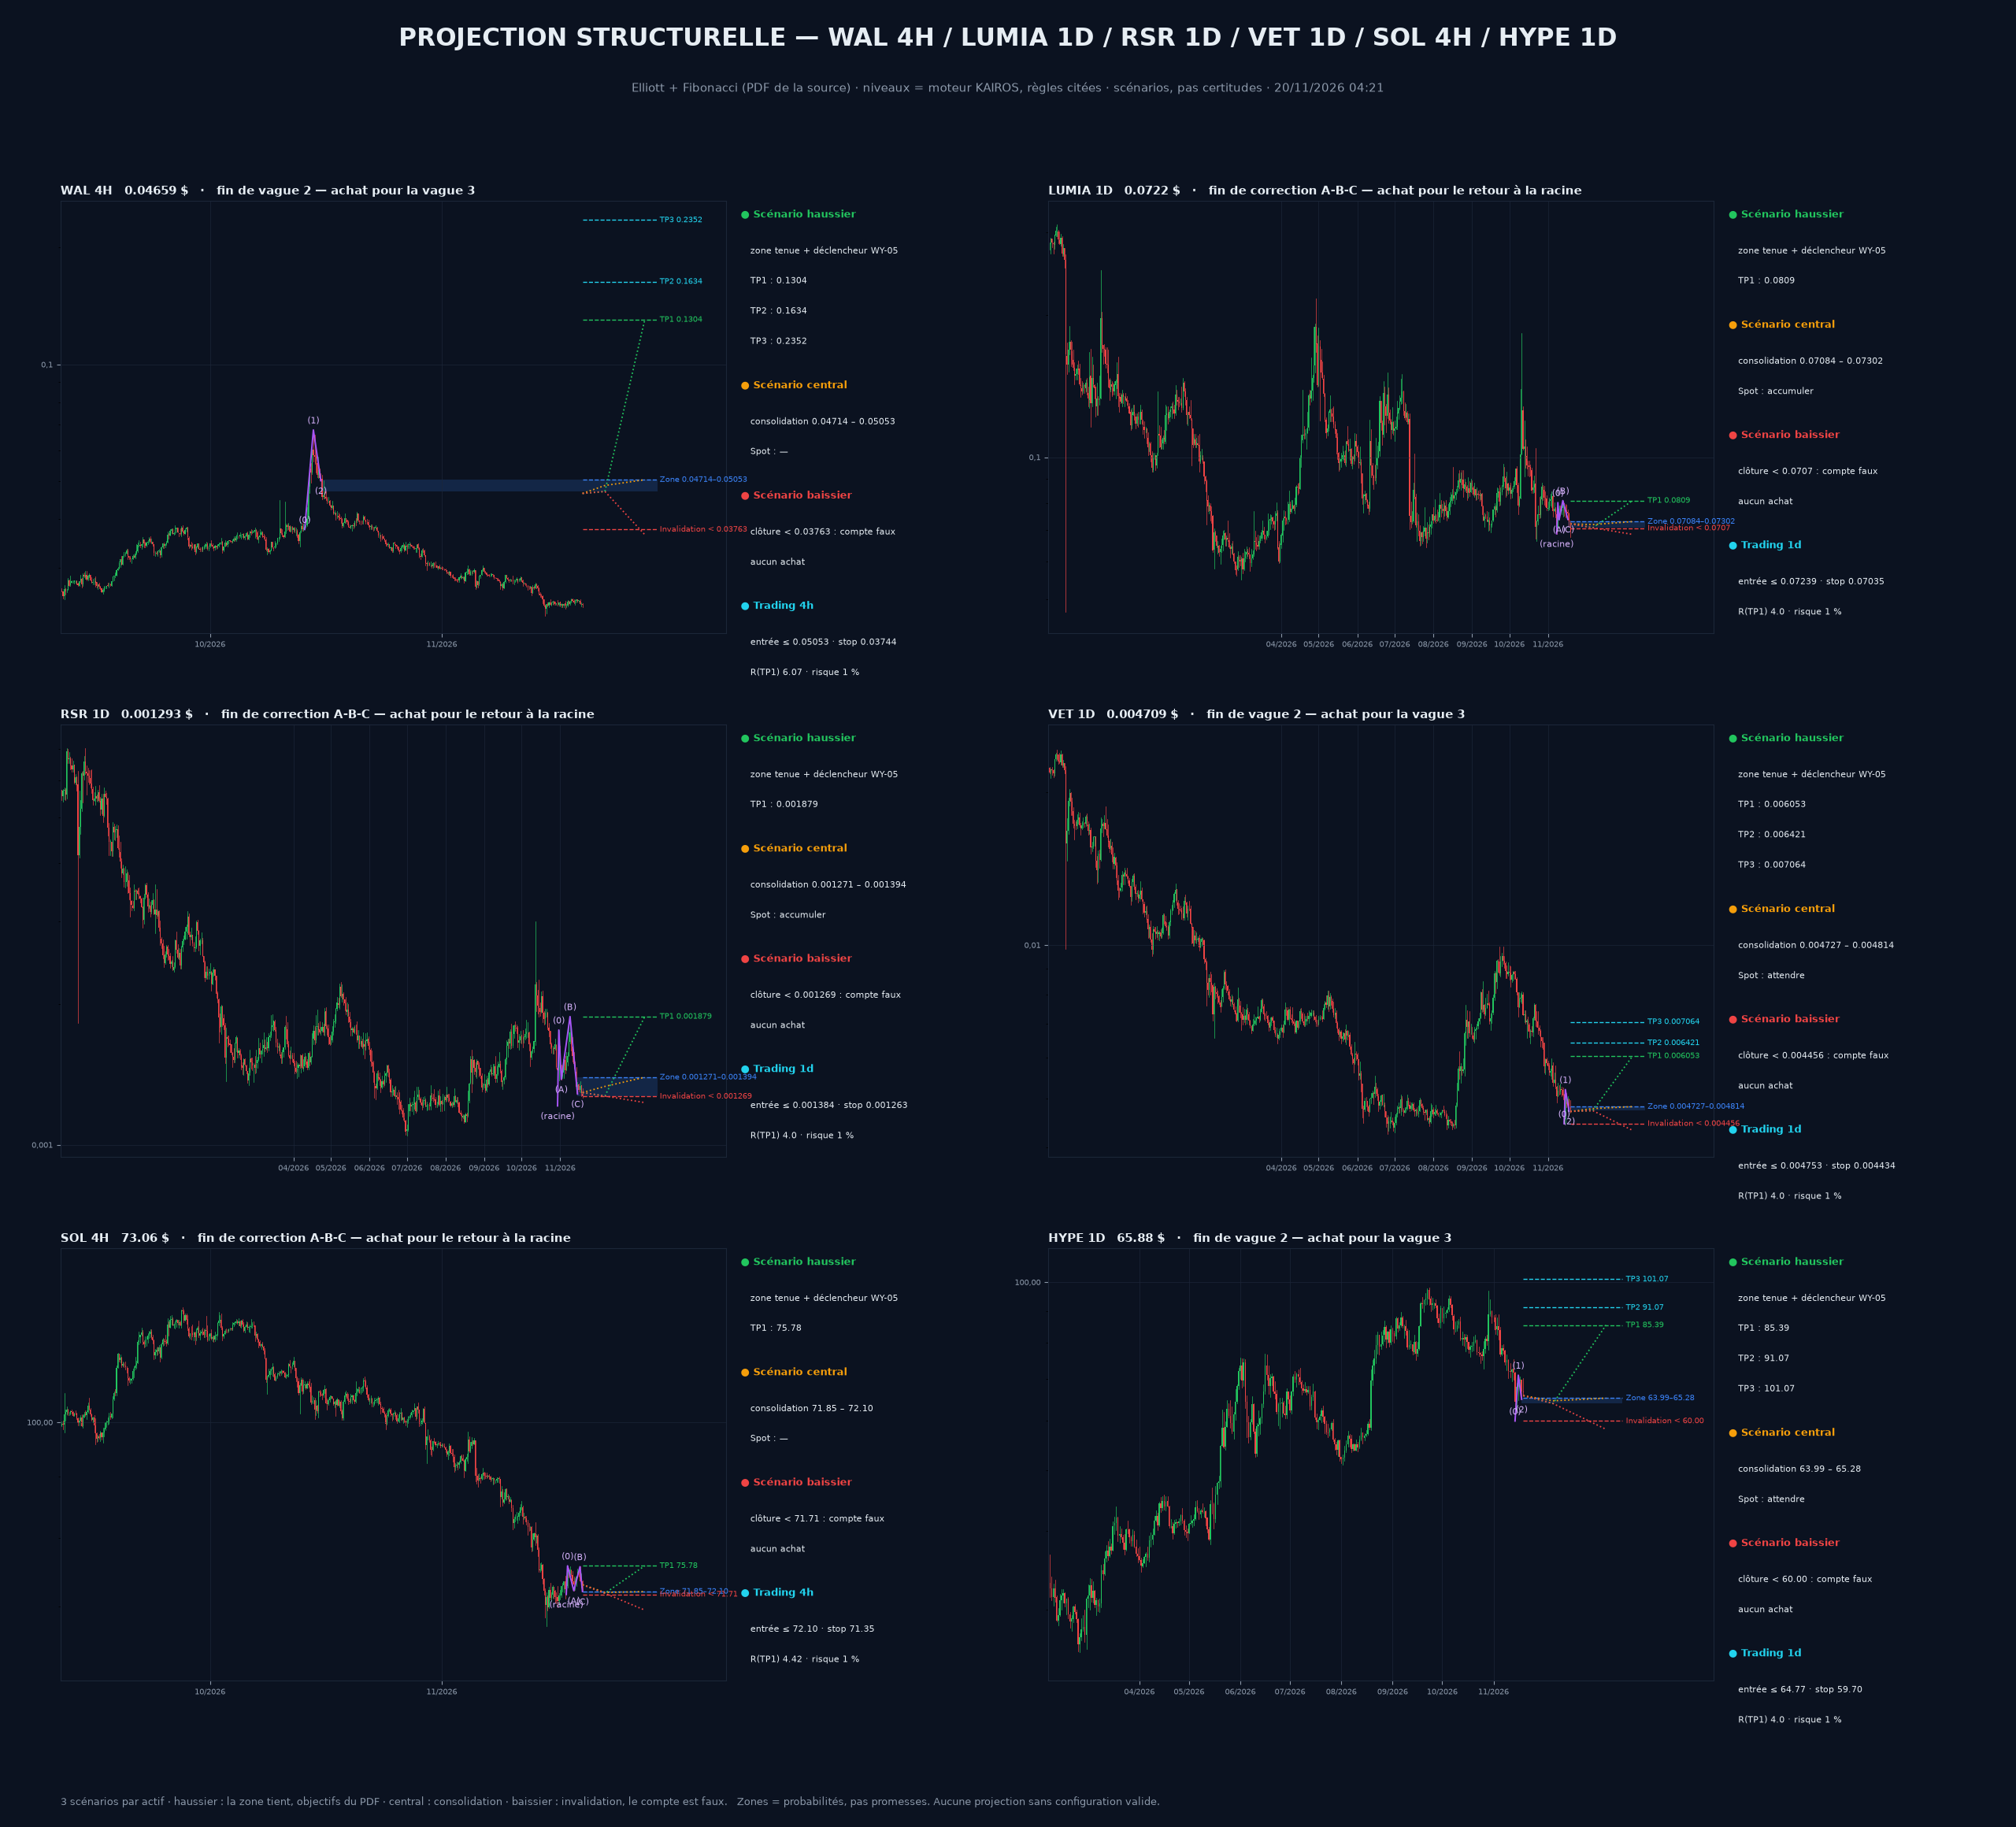 PROJECTION STRUCTURELLE — WAL 4H / LUMIA 1D / RSR 1D / VET 1D / SOL 4H / HYPE 1D
Elliott + Fibonacci (PDF de la source) · niveaux = moteur KAIROS, règles citées · scénarios, pas certitudes · 20/11/2026 04:21
WAL 4H   0.04659 $   ·   fin de vague 2 — achat pour la vague 3
TP3 0.2352
TP2 0.1634
TP1 0.1304
0,1
(1)
(2)
(0)
Zone 0.04714–0.05053
Invalidation < 0.03763
10/2026
11/2026
● Scénario haussier
zone tenue + déclencheur WY-05
TP1 : 0.1304
TP2 : 0.1634
TP3 : 0.2352
● Scénario central
consolidation 0.04714 – 0.05053
Spot : —
● Scénario baissier
clôture < 0.03763 : compte faux
aucun achat
● Trading 4h
entrée ≤ 0.05053 · stop 0.03744
R(TP1) 6.07 · risque 1 %
LUMIA 1D   0.0722 $   ·   fin de correction A-B-C — achat pour le retour à la racine
0,1
(0)
(B)
(A)
(C)
(racine)
TP1 0.0809
Zone 0.07084–0.07302
Invalidation < 0.0707
04/2026
05/2026
06/2026
07/2026
08/2026
09/2026
10/2026
11/2026
● Scénario haussier
zone tenue + déclencheur WY-05
TP1 : 0.0809
● Scénario central
consolidation 0.07084 – 0.07302
Spot : accumuler
● Scénario baissier
clôture < 0.0707 : compte faux
aucun achat
● Trading 1d
entrée ≤ 0.07239 · stop 0.07035
R(TP1) 4.0 · risque 1 %
RSR 1D   0.001293 $   ·   fin de correction A-B-C — achat pour le retour à la racine
0,001
(0)
(B)
(A)
(C)
(racine)
TP1 0.001879
Zone 0.001271–0.001394
Invalidation < 0.001269
04/2026
05/2026
06/2026
07/2026
08/2026
09/2026
10/2026
11/2026
● Scénario haussier
zone tenue + déclencheur WY-05
TP1 : 0.001879
● Scénario central
consolidation 0.001271 – 0.001394
Spot : accumuler
● Scénario baissier
clôture < 0.001269 : compte faux
aucun achat
● Trading 1d
entrée ≤ 0.001384 · stop 0.001263
R(TP1) 4.0 · risque 1 %
VET 1D   0.004709 $   ·   fin de vague 2 — achat pour la vague 3
0,01
TP3 0.007064
TP2 0.006421
TP1 0.006053
(1)
(0)
(2)
Zone 0.004727–0.004814
Invalidation < 0.004456
04/2026
05/2026
06/2026
07/2026
08/2026
09/2026
10/2026
11/2026
● Scénario haussier
zone tenue + déclencheur WY-05
TP1 : 0.006053
TP2 : 0.006421
TP3 : 0.007064
● Scénario central
consolidation 0.004727 – 0.004814
Spot : attendre
● Scénario baissier
clôture < 0.004456 : compte faux
aucun achat
● Trading 1d
entrée ≤ 0.004753 · stop 0.004434
R(TP1) 4.0 · risque 1 %
SOL 4H   73.06 $   ·   fin de correction A-B-C — achat pour le retour à la racine
100,00
(0)
(B)
(A)
(C)
(racine)
TP1 75.78
Zone 71.85–72.10
Invalidation < 71.71
10/2026
11/2026
● Scénario haussier
zone tenue + déclencheur WY-05
TP1 : 75.78
● Scénario central
consolidation 71.85 – 72.10
Spot : —
● Scénario baissier
clôture < 71.71 : compte faux
aucun achat
● Trading 4h
entrée ≤ 72.10 · stop 71.35
R(TP1) 4.42 · risque 1 %
HYPE 1D   65.88 $   ·   fin de vague 2 — achat pour la vague 3
100,00
TP3 101.07
TP2 91.07
TP1 85.39
(1)
(0)
(2)
Zone 63.99–65.28
Invalidation < 60.00
04/2026
05/2026
06/2026
07/2026
08/2026
09/2026
10/2026
11/2026
● Scénario haussier
zone tenue + déclencheur WY-05
TP1 : 85.39
TP2 : 91.07
TP3 : 101.07
● Scénario central
consolidation 63.99 – 65.28
Spot : attendre
● Scénario baissier
clôture < 60.00 : compte faux
aucun achat
● Trading 1d
entrée ≤ 64.77 · stop 59.70
R(TP1) 4.0 · risque 1 %
3 scénarios par actif · haussier : la zone tient, objectifs du PDF · central : consolidation · baissier : invalidation, le compte est faux.   Zones = probabilités, pas promesses. Aucune projection sans configuration valide.